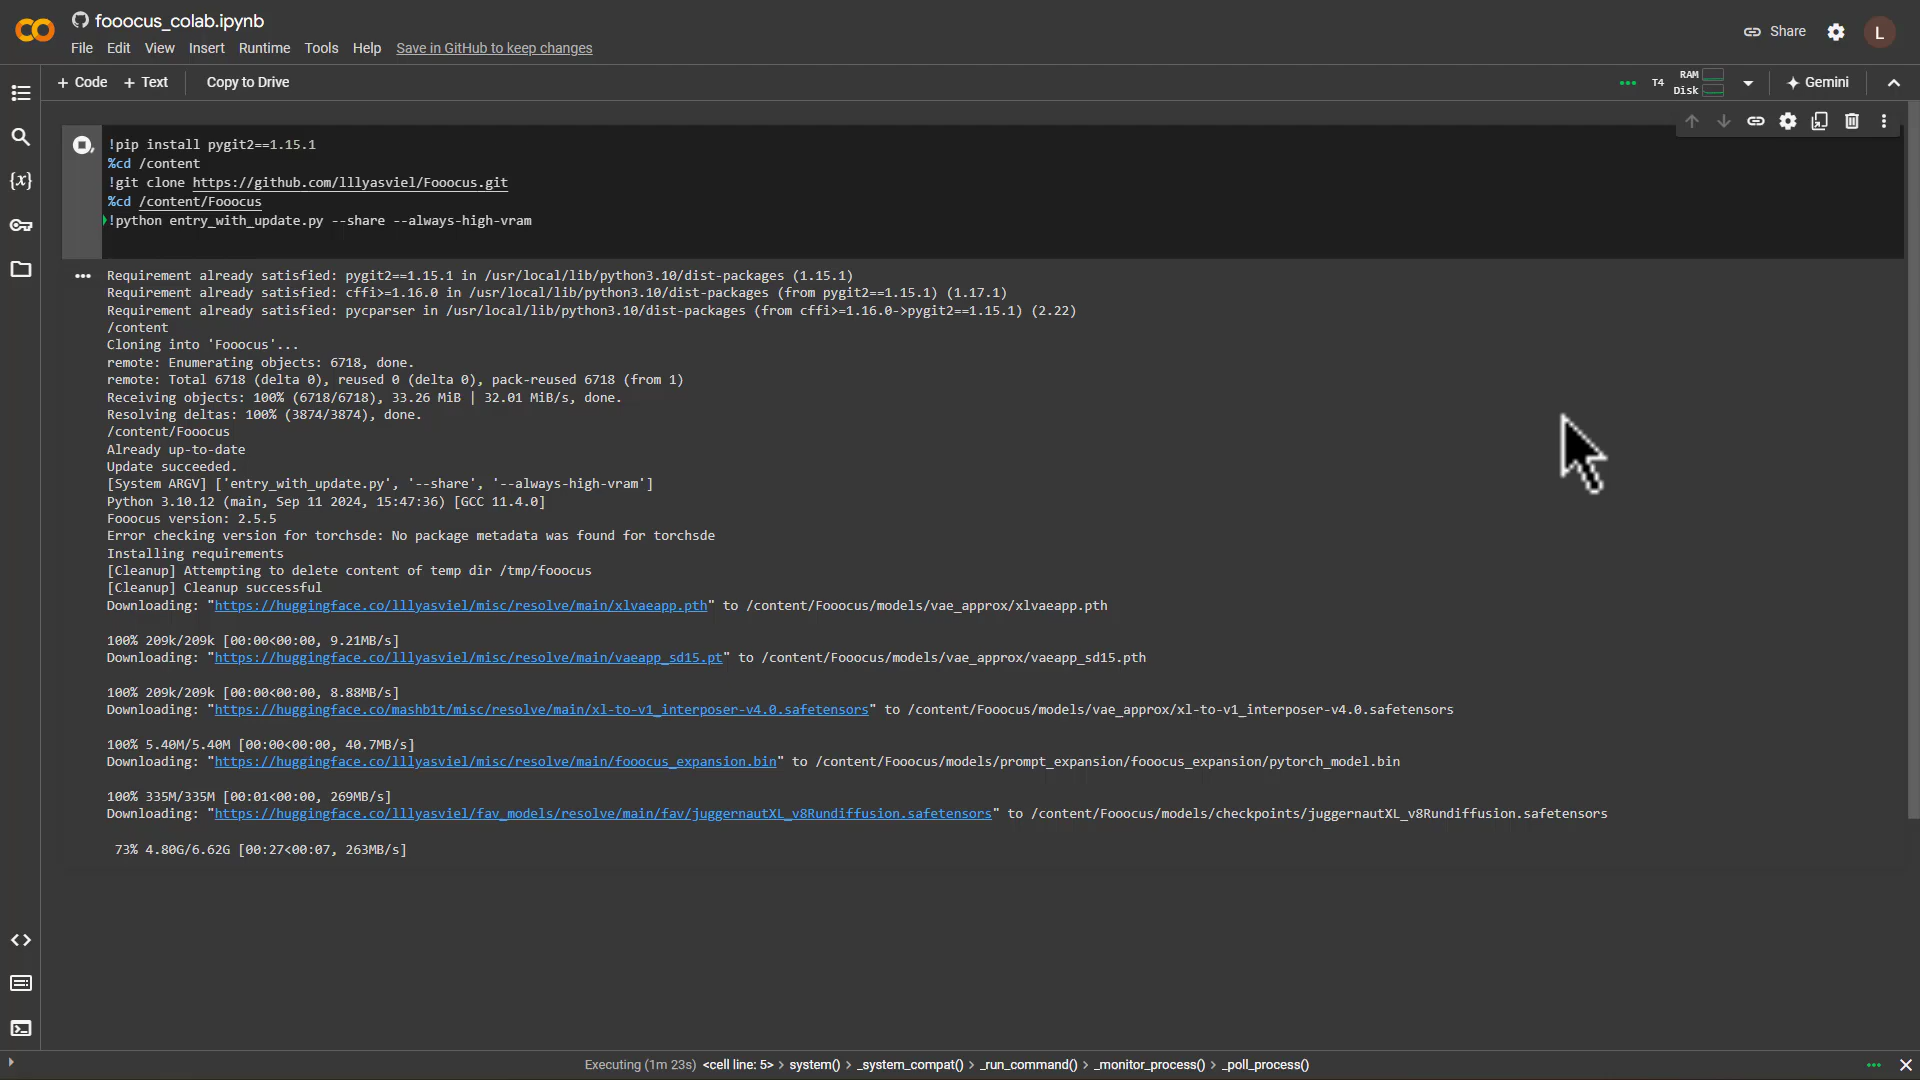 fooocus_colab.ipynb
File Edit View Insert Runtime Tools Help Save in GitHub to keep changes
Share
L
+ Code + Text Copy to Drive
T4 RAM Disk Gemini
!pip install pygit2==1.15.1
%cd /content
!git clone https://github.com/lllyasviel/Fooocus.git
%cd /content/Fooocus
!python entry_with_update.py --share --always-high-vram
Requirement already satisfied: pygit2==1.15.1 in /usr/local/lib/python3.10/dist-packages (1.15.1)
Requirement already satisfied: cffi>=1.16.0 in /usr/local/lib/python3.10/dist-packages (from pygit2==1.15.1) (1.17.1)
Requirement already satisfied: pycparser in /usr/local/lib/python3.10/dist-packages (from cffi>=1.16.0->pygit2==1.15.1) (2.22)
/content
Cloning into 'Fooocus'...
remote: Enumerating objects: 6718, done.
remote: Total 6718 (delta 0), reused 0 (delta 0), pack-reused 6718 (from 1)
Receiving objects: 100% (6718/6718), 33.26 MiB | 32.01 MiB/s, done.
Resolving deltas: 100% (3874/3874), done.
/content/Fooocus
Already up-to-date
Update succeeded.
[System ARGV] ['entry_with_update.py', '--share', '--always-high-vram']
Python 3.10.12 (main, Sep 11 2024, 15:47:36) [GCC 11.4.0]
Fooocus version: 2.5.5
Error checking version for torchsde: No package metadata was found for torchsde
Installing requirements
[Cleanup] Attempting to delete content of temp dir /tmp/fooocus
[Cleanup] Cleanup successful
Downloading: "https://huggingface.co/lllyasviel/misc/resolve/main/xlvaeapp.pth" to /content/Fooocus/models/vae_approx/xlvaeapp.pth
100% 209k/209k [00:00<00:00, 9.21MB/s]
Downloading: "https://huggingface.co/lllyasviel/misc/resolve/main/vaeapp_sd15.pt" to /content/Fooocus/models/vae_approx/vaeapp_sd15.pth
100% 209k/209k [00:00<00:00, 8.88MB/s]
Downloading: "https://huggingface.co/mashb1t/misc/resolve/main/xl-to-v1_interposer-v4.0.safetensors" to /content/Fooocus/models/vae_approx/xl-to-v1_interposer-v4.0.safetensors
100% 5.40M/5.40M [00:00<00:00, 40.7MB/s]
Downloading: "https://huggingface.co/lllyasviel/misc/resolve/main/fooocus_expansion.bin" to /content/Fooocus/models/prompt_expansion/fooocus_expansion/pytorch_model.bin
100% 335M/335M [00:01<00:00, 269MB/s]
Downloading: "https://huggingface.co/lllyasviel/fav_models/resolve/main/fav/juggernautXL_v8Rundiffusion.safetensors" to /content/Fooocus/models/checkpoints/juggernautXL_v8Rundiffusion.safetensors
73% 4.80G/6.62G [00:27<00:07, 263MB/s]
Executing (1m 23s) <cell line: 5> > system() > _system_compat() > _run_command() > _monitor_process() > _poll_process()